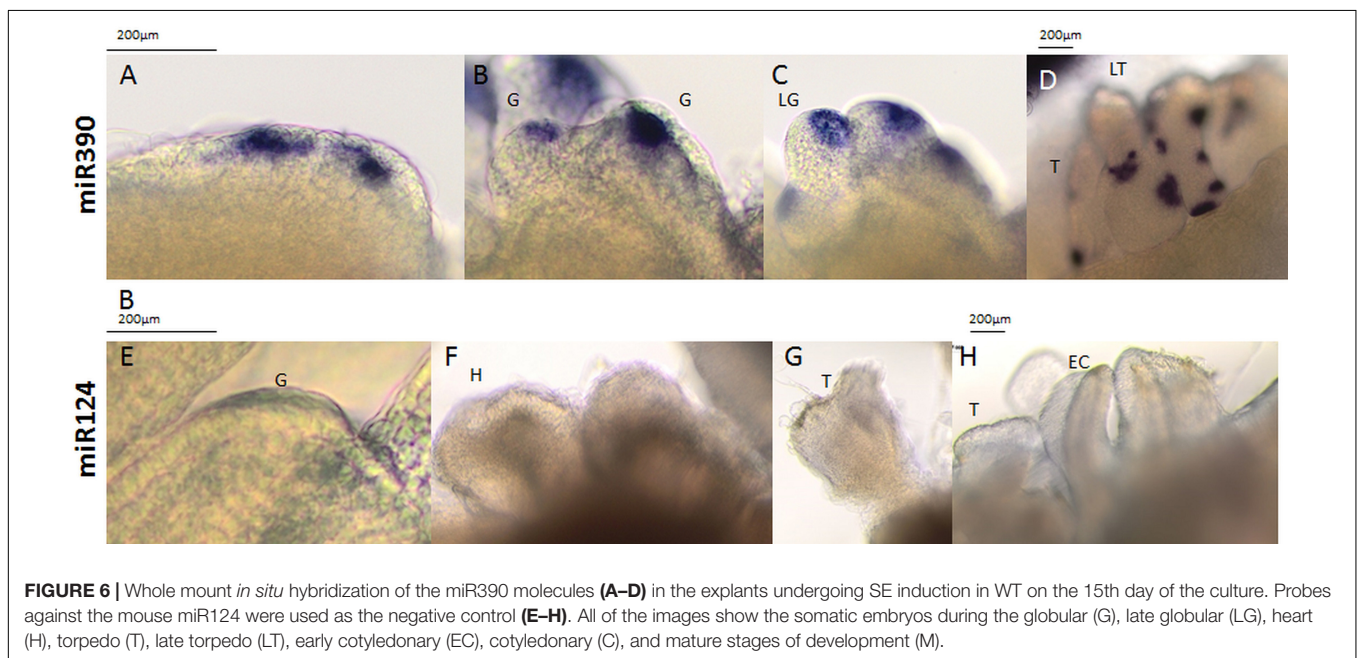 200µm
200µm
miR390
A
B
G
G
C
LG
D
LT
T
B
200µm
200µm
miR124
E
G
F
H
G
T
H
T
EC
FIGURE 6 | Whole mount in situ hybridization of the miR390 molecules (A–D) in the explants undergoing SE induction in WT on the 15th day of the culture. Probes
against the mouse miR124 were used as the negative control (E–H). All of the images show the somatic embryos during the globular (G), late globular (LG), heart
(H), torpedo (T), late torpedo (LT), early cotyledonary (EC), cotyledonary (C), and mature stages of development (M).